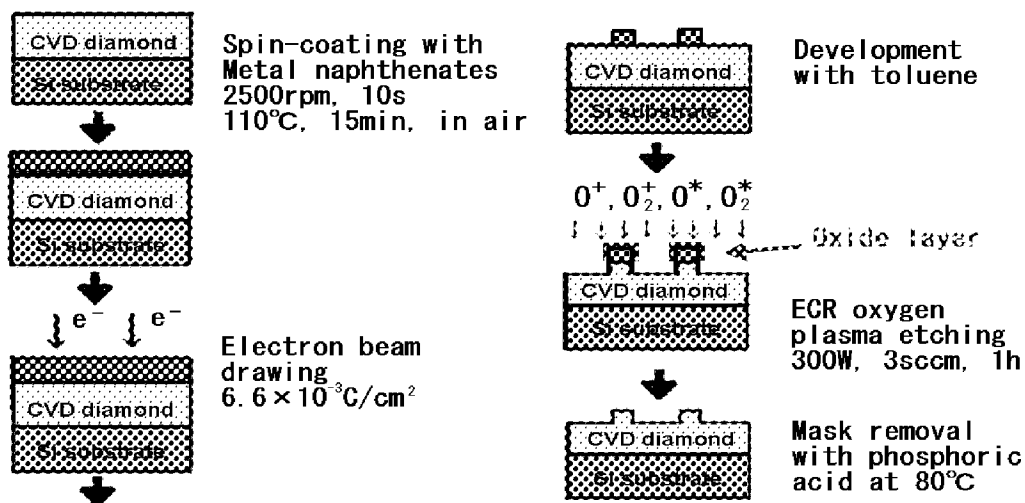 CVD diamond
Si substrate
Spin-coating with
Metal naphthenates
2500rpm, 10s
110℃, 15min, in air
CVD diamond
Si substrate
e⁻ e⁻
CVD diamond
Si substrate
Electron beam
drawing
6.6×10⁻³C/cm²
CVD diamond
Si substrate
Development
with toluene
O⁺, O₂⁺, O*, O₂*
Oxide layer
CVD diamond
Si substrate
ECR oxygen
plasma etching
300W, 3sccm, 1h
CVD diamond
Si substrate
Mask removal
with phosphoric
acid at 80℃